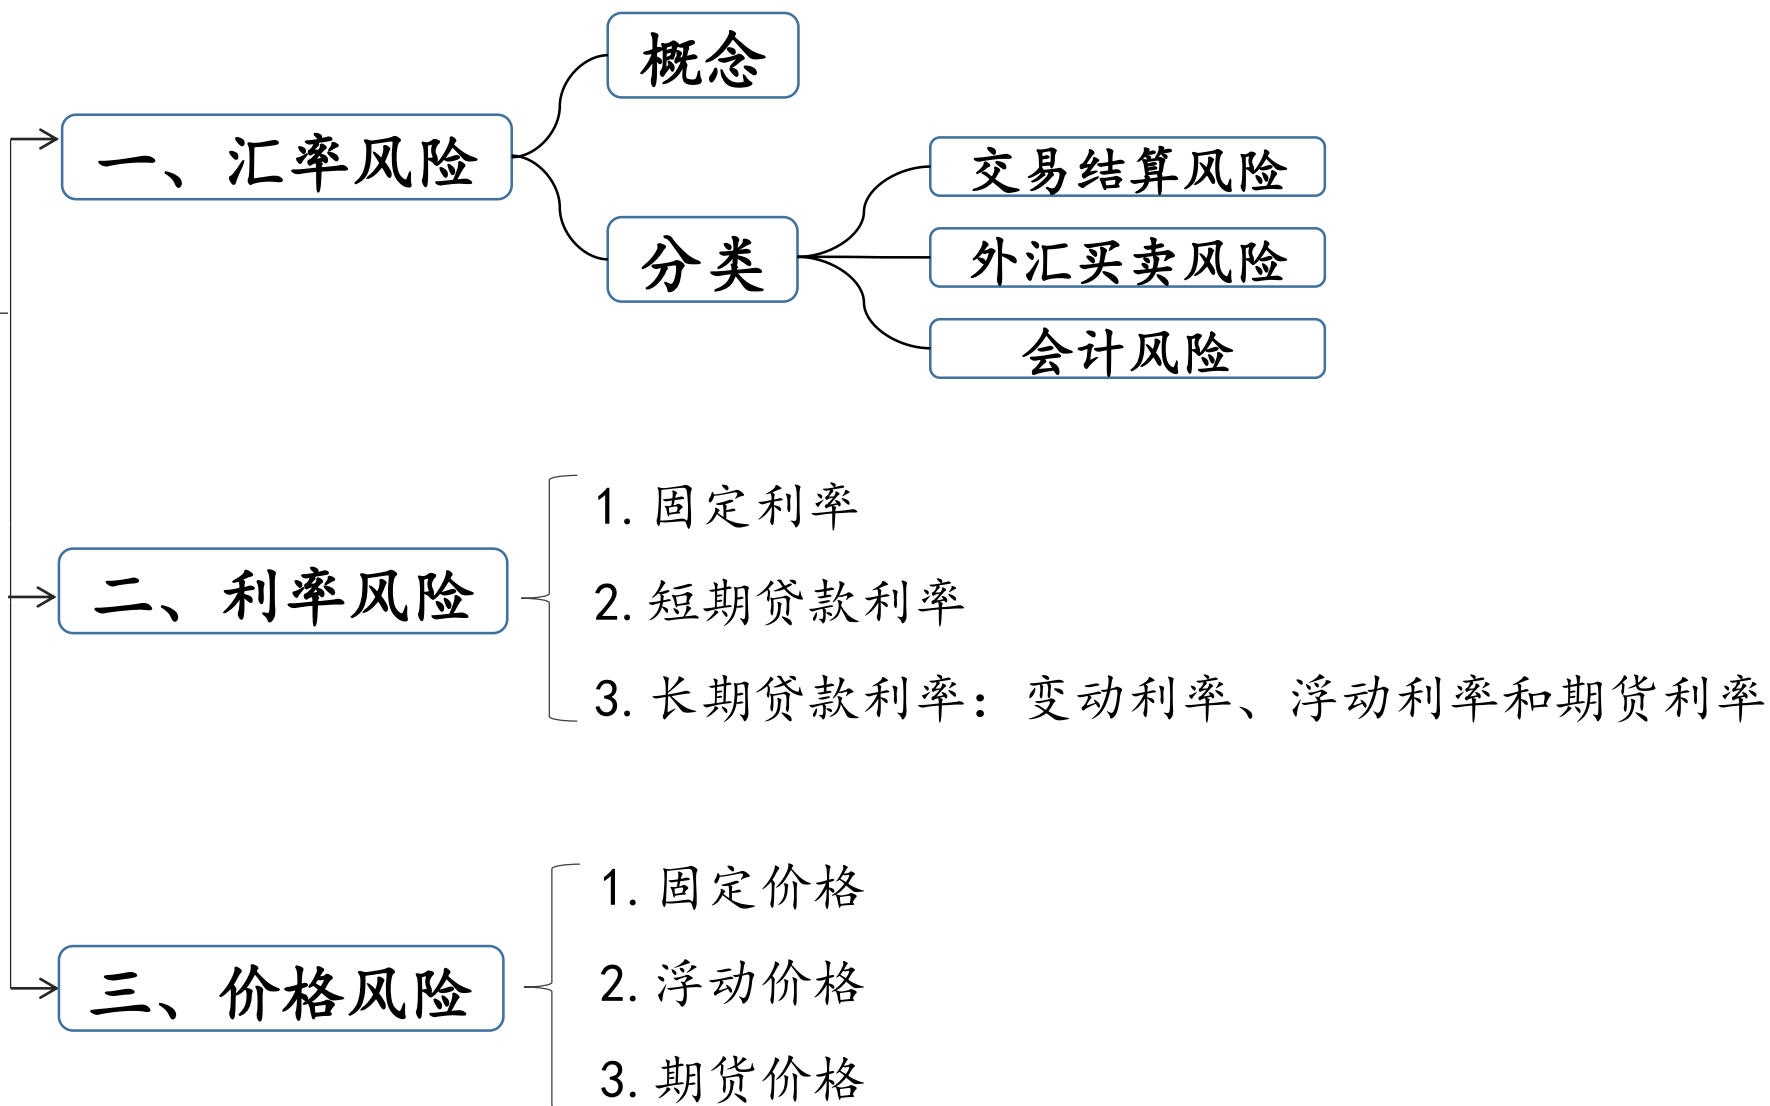 概念
一、汇率风险
分类
交易结算风险
外汇买卖风险
会计风险
二、利率风险
1.固定利率
2.短期贷款利率
3.长期贷款利率：变动利率、浮动利率和期货利率
三、价格风险
1.固定价格
2.浮动价格
3.期货价格